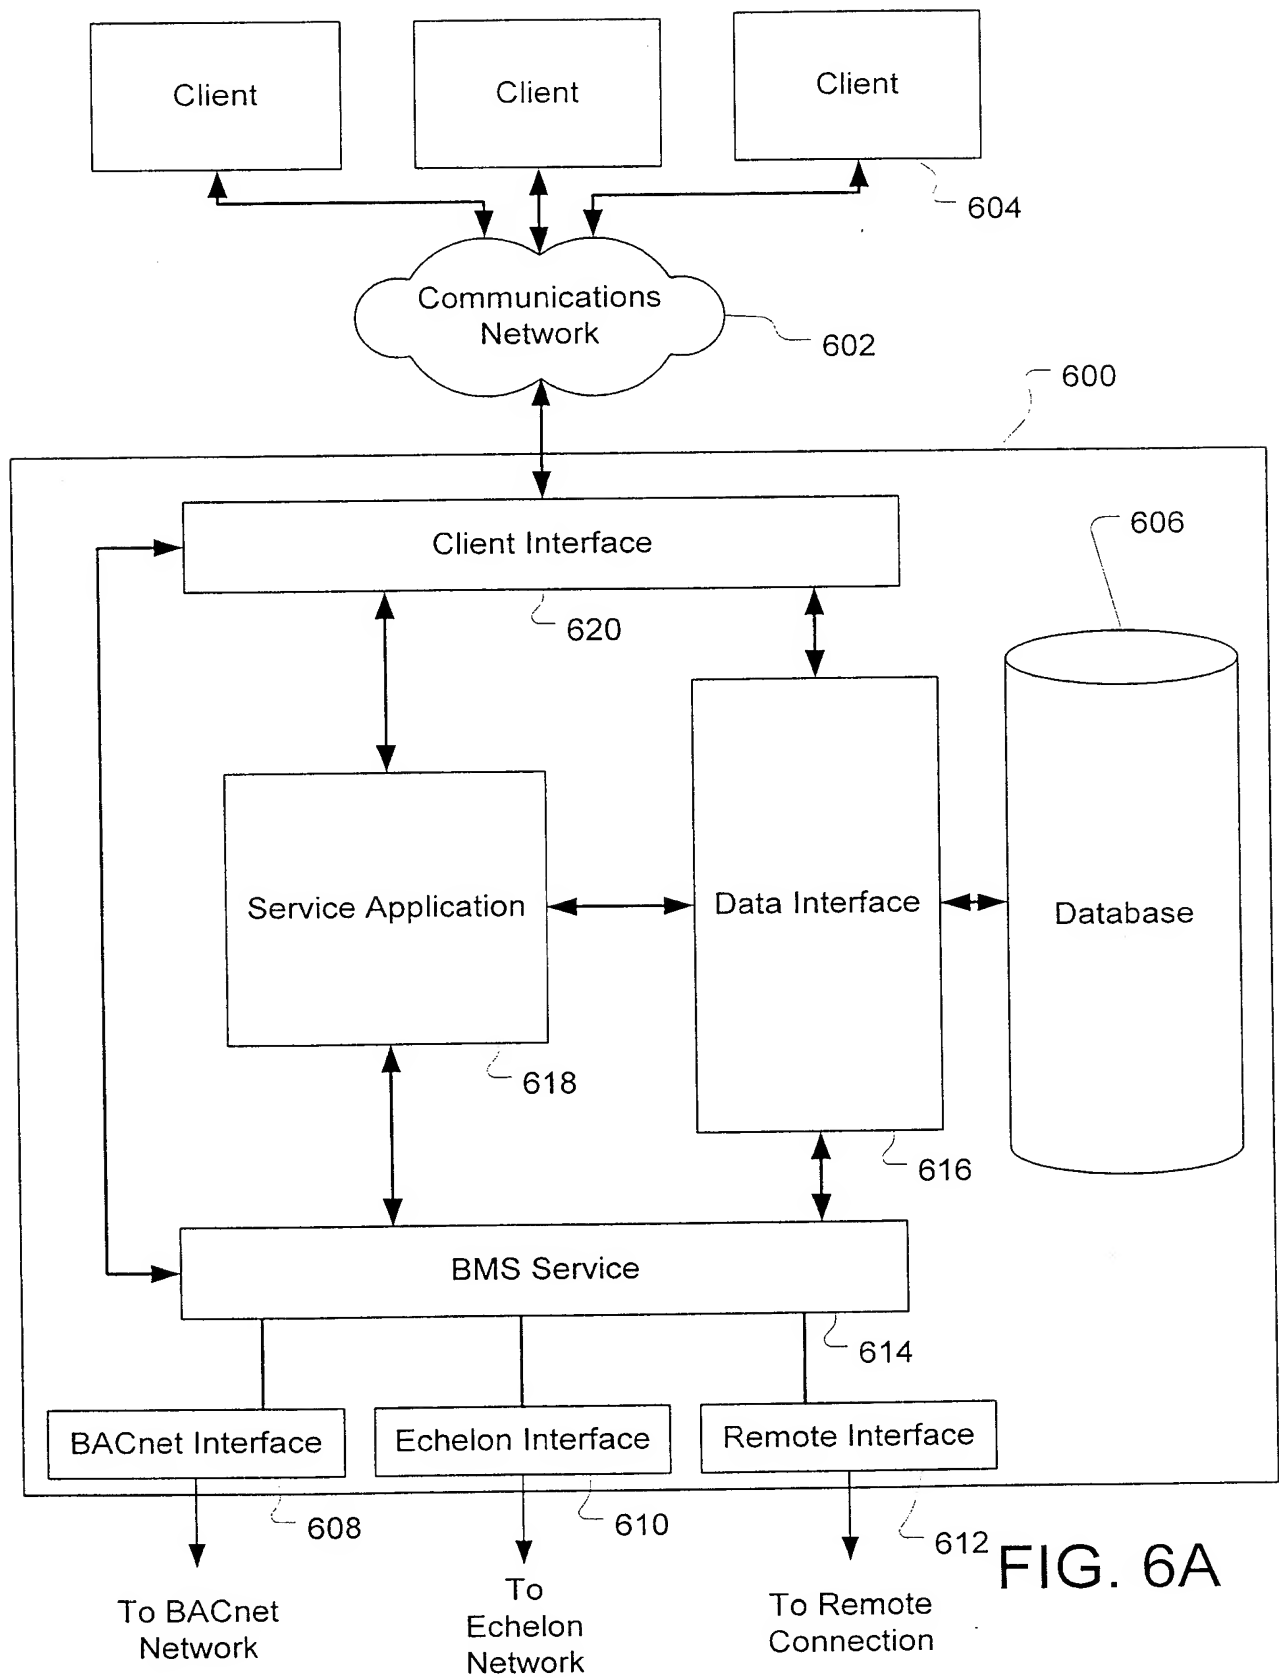 Client
Client
Client
604
Communications
Network
602
600
Client Interface
620
606
Service Application
Data Interface
Database
618
616
BMS Service
614
BACnet Interface
Echelon Interface
Remote Interface
608
610
612
FIG. 6A
To BACnet
Network
To
Echelon
Network
To Remote
Connection